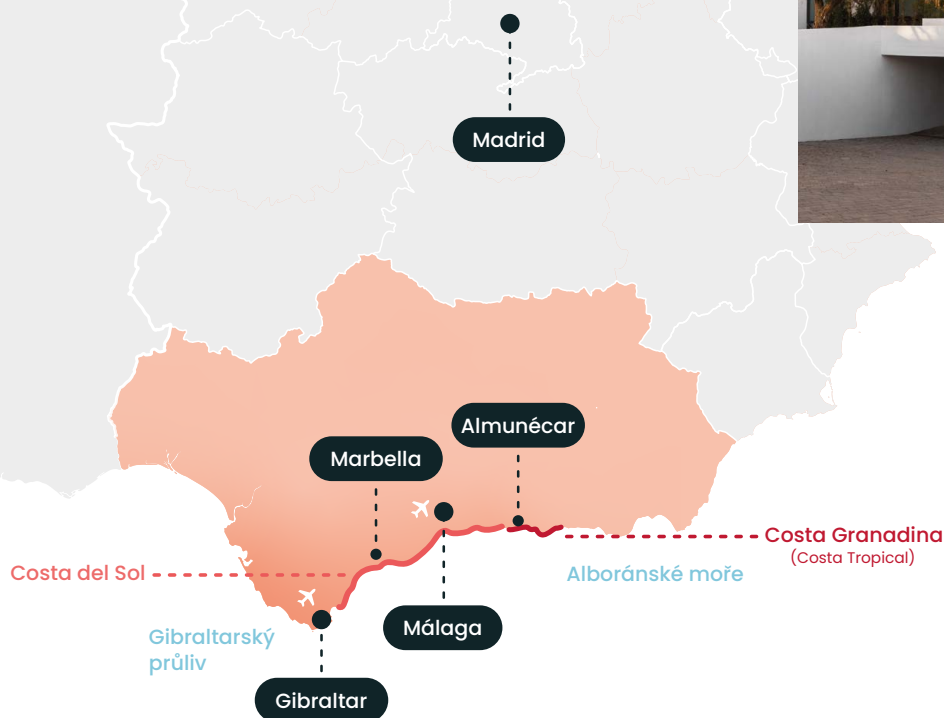 Madrid
Almunécar
Marbella
Costa Granadina
(Costa Tropical)
Costa del Sol
Alboránské moře
Málaga
Gibraltarský
průliv
Gibraltar